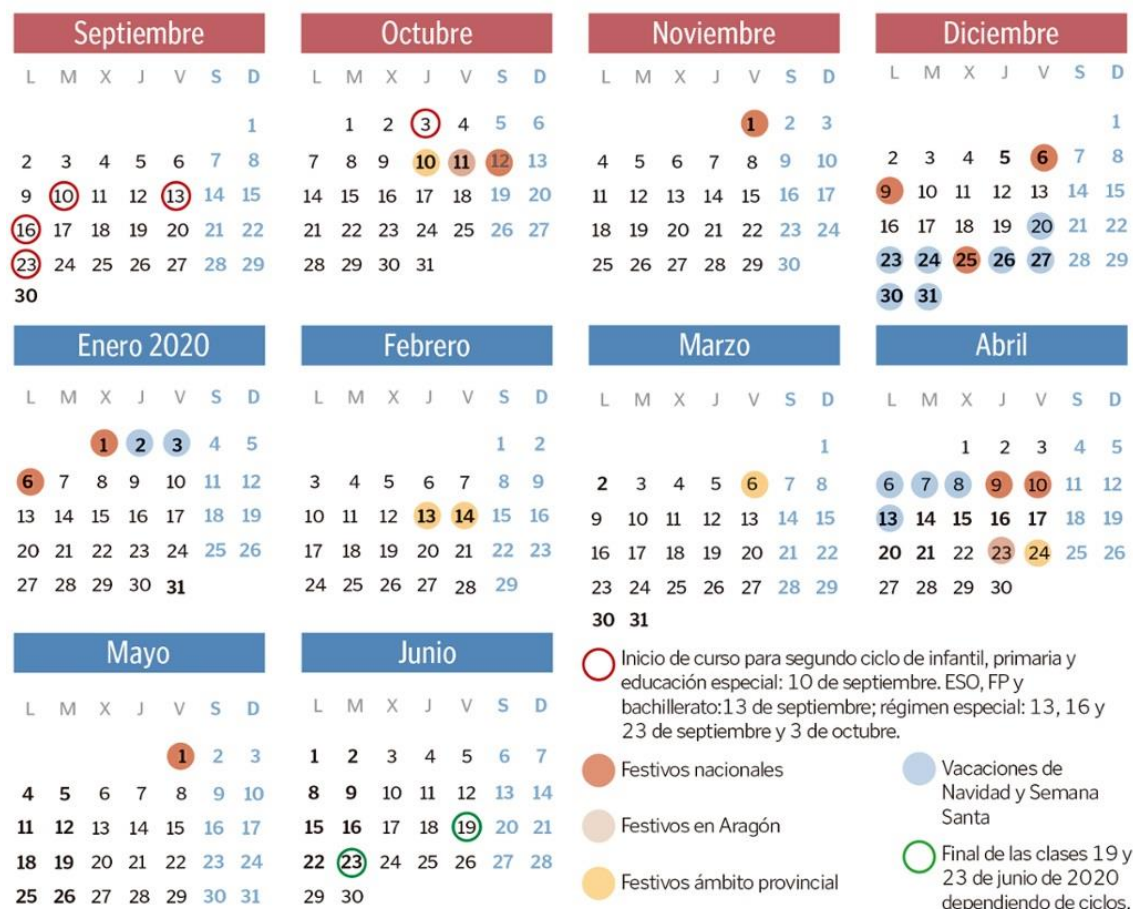 Septiembre
L M X J V S D
1
2 3 4 5 6 7 8
9 10 11 12 13 14 15
16 17 18 19 20 21 22
23 24 25 26 27 28 29
30
Octubre
L M X J V S D
1 2 3 4 5 6
7 8 9 10 11 12 13
14 15 16 17 18 19 20
21 22 23 24 25 26 27
28 29 30 31
Noviembre
L M X J V S D
1 2 3
4 5 6 7 8 9 10
11 12 13 14 15 16 17
18 19 20 21 22 23 24
25 26 27 28 29 30
Diciembre
L M X J V S D
1
2 3 4 5 6 7 8
9 10 11 12 13 14 15
16 17 18 19 20 21 22
23 24 25 26 27 28 29
30 31
Enero 2020
L M X J V S D
1 2 3 4 5
6 7 8 9 10 11 12
13 14 15 16 17 18 19
20 21 22 23 24 25 26
27 28 29 30 31
Febrero
L M X J V S D
1 2
3 4 5 6 7 8 9
10 11 12 13 14 15 16
17 18 19 20 21 22 23
24 25 26 27 28 29
Marzo
L M X J V S D
1
2 3 4 5 6 7 8
9 10 11 12 13 14 15
16 17 18 19 20 21 22
23 24 25 26 27 28 29
30 31
Abril
L M X J V S D
1 2 3 4 5
6 7 8 9 10 11 12
13 14 15 16 17 18 19
20 21 22 23 24 25 26
27 28 29 30
Mayo
L M X J V S D
1 2 3
4 5 6 7 8 9 10
11 12 13 14 15 16 17
18 19 20 21 22 23 24
25 26 27 28 29 30 31
Junio
L M X J V S D
1 2 3 4 5 6 7
8 9 10 11 12 13 14
15 16 17 18 19 20 21
22 23 24 25 26 27 28
29 30
Inicio de curso para segundo ciclo de infantil, primaria y
educación especial: 10 de septiembre. ESO, FP y
bachillerato:13 de septiembre; régimen especial: 13, 16 y
23 de septiembre y 3 de octubre.
Festivos nacionales
Festivos en Aragón
Festivos ámbito provincial
Vacaciones de
Navidad y Semana
Santa
Final de las clases 19 y
23 de junio de 2020
dependiendo de ciclos.